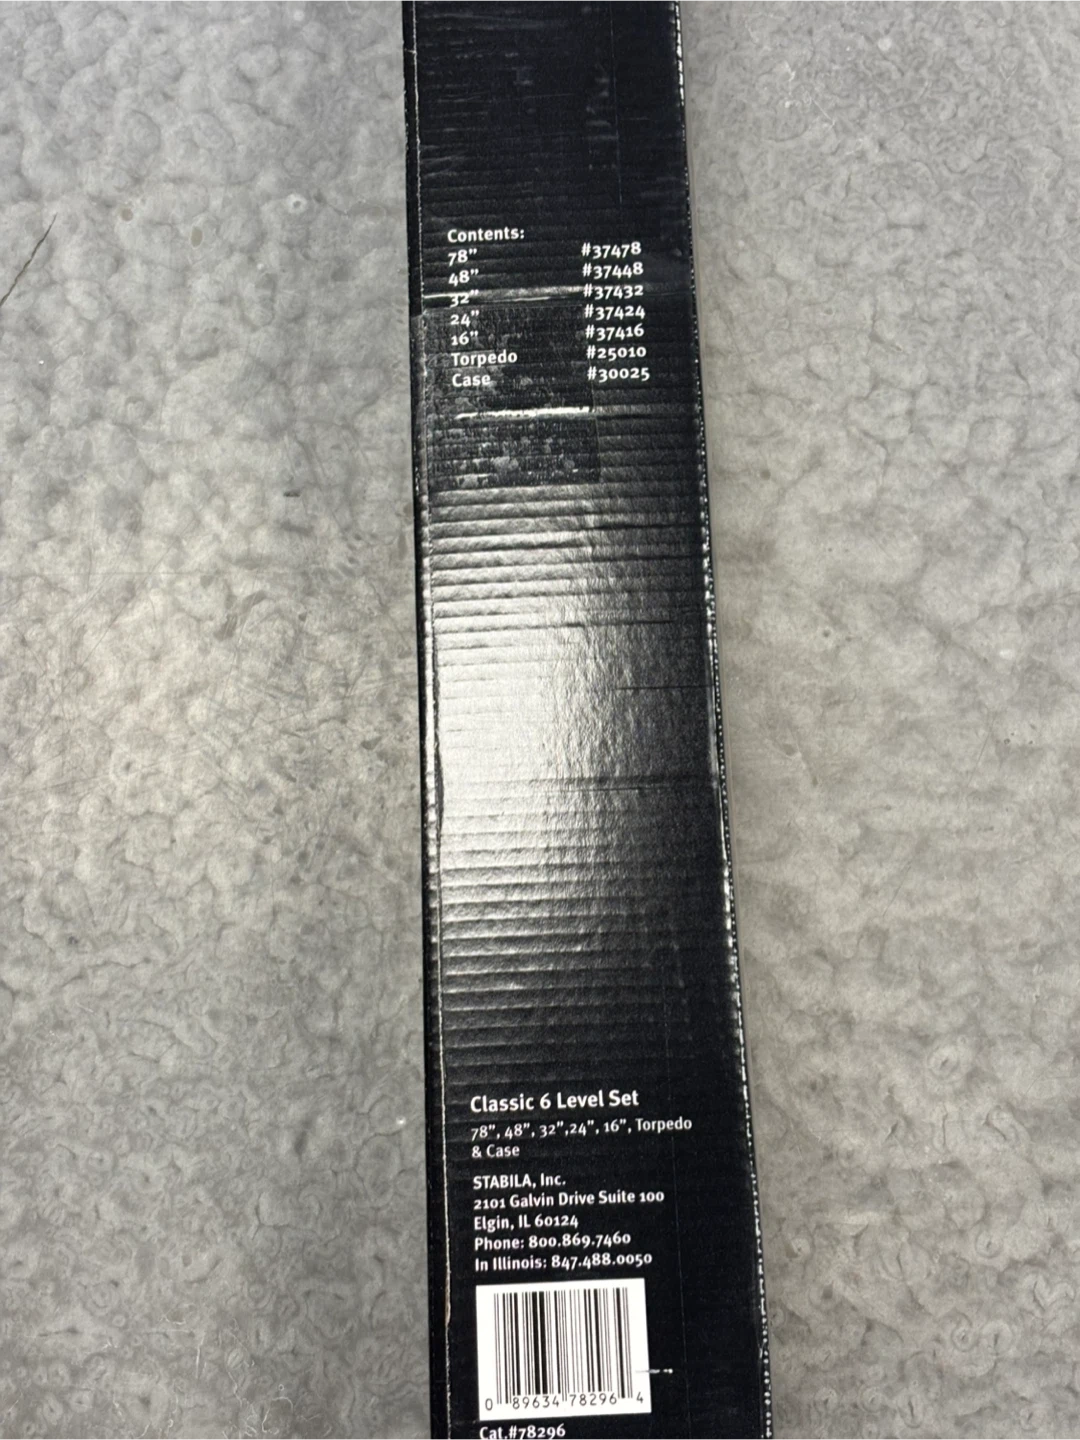 Contents:
78” #37478
48” #37448
32” #37432
24” #37424
16” #37416
Torpedo #25010
Case #30025
Classic 6 Level Set
78”, 48”, 32”,24”, 16”, Torpedo
& Case
STABILA, Inc.
2101 Galvin Drive Suite 100
Elgin, IL 60124
Phone: 800.869.7460
In Illinois: 847.488.0050
0 89634 78296 4
Cat.#78296